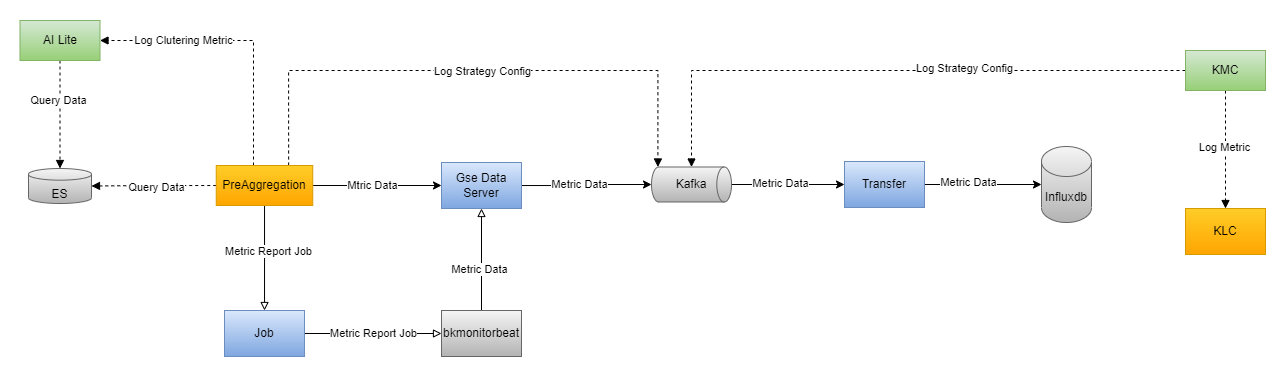 AI Lite
Log Clutering Metric
Log Strategy Config
Log Strategy Config
KMC
Query Data
Log Metric
ES
Query Data
PreAggregation
Mtric Data
Gse Data
Server
Metric Data
Kafka
Metric Data
Transfer
Metric Data
Influxdb
KLC
Metric Report Job
Metric Data
Job
Metric Report Job
bkmonitorbeat